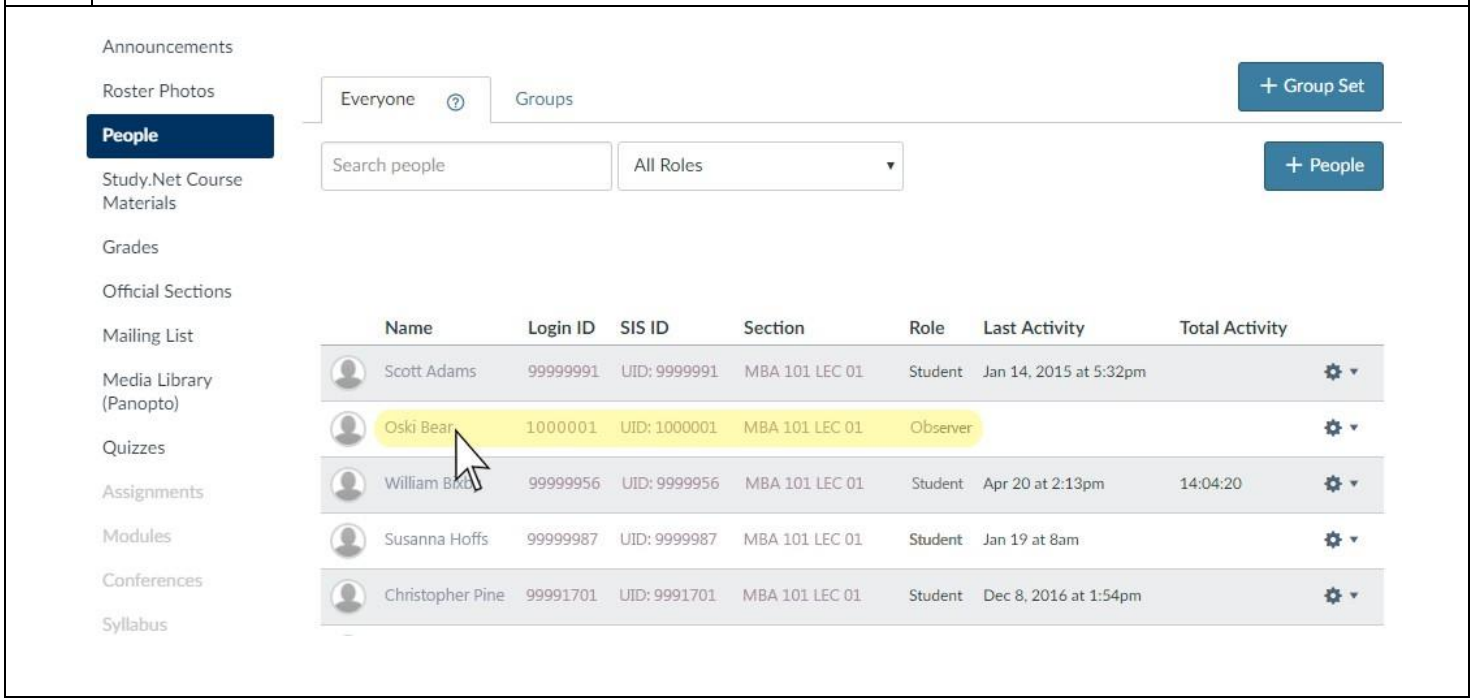 Announcements
Roster Photos
People
Study.Net Course
Materials
Grades
Official Sections
Mailing List
Media Library
(Panopto)
Quizzes
Assignments
Modules
Conferences
Syllabus
Everyone ? Groups
+ Group Set
Search people All Roles
+ People
Name Login ID SIS ID Section Role Last Activity Total Activity
Scott Adams 99999991 UID: 9999991 MBA 101 LEC 01 Student Jan 14, 2015 at 5:32pm
Oski Bear 1000001 UID: 1000001 MBA 101 LEC 01 Observer
William 99999956 UID: 9999956 MBA 101 LEC 01 Student Apr 20 at 2:13pm 14:04:20
Susanna Hoffs 99999987 UID: 9999987 MBA 101 LEC 01 Student Jan 19 at 8am
Christopher Pine 99991701 UID: 9991701 MBA 101 LEC 01 Student Dec 8, 2016 at 1:54pm